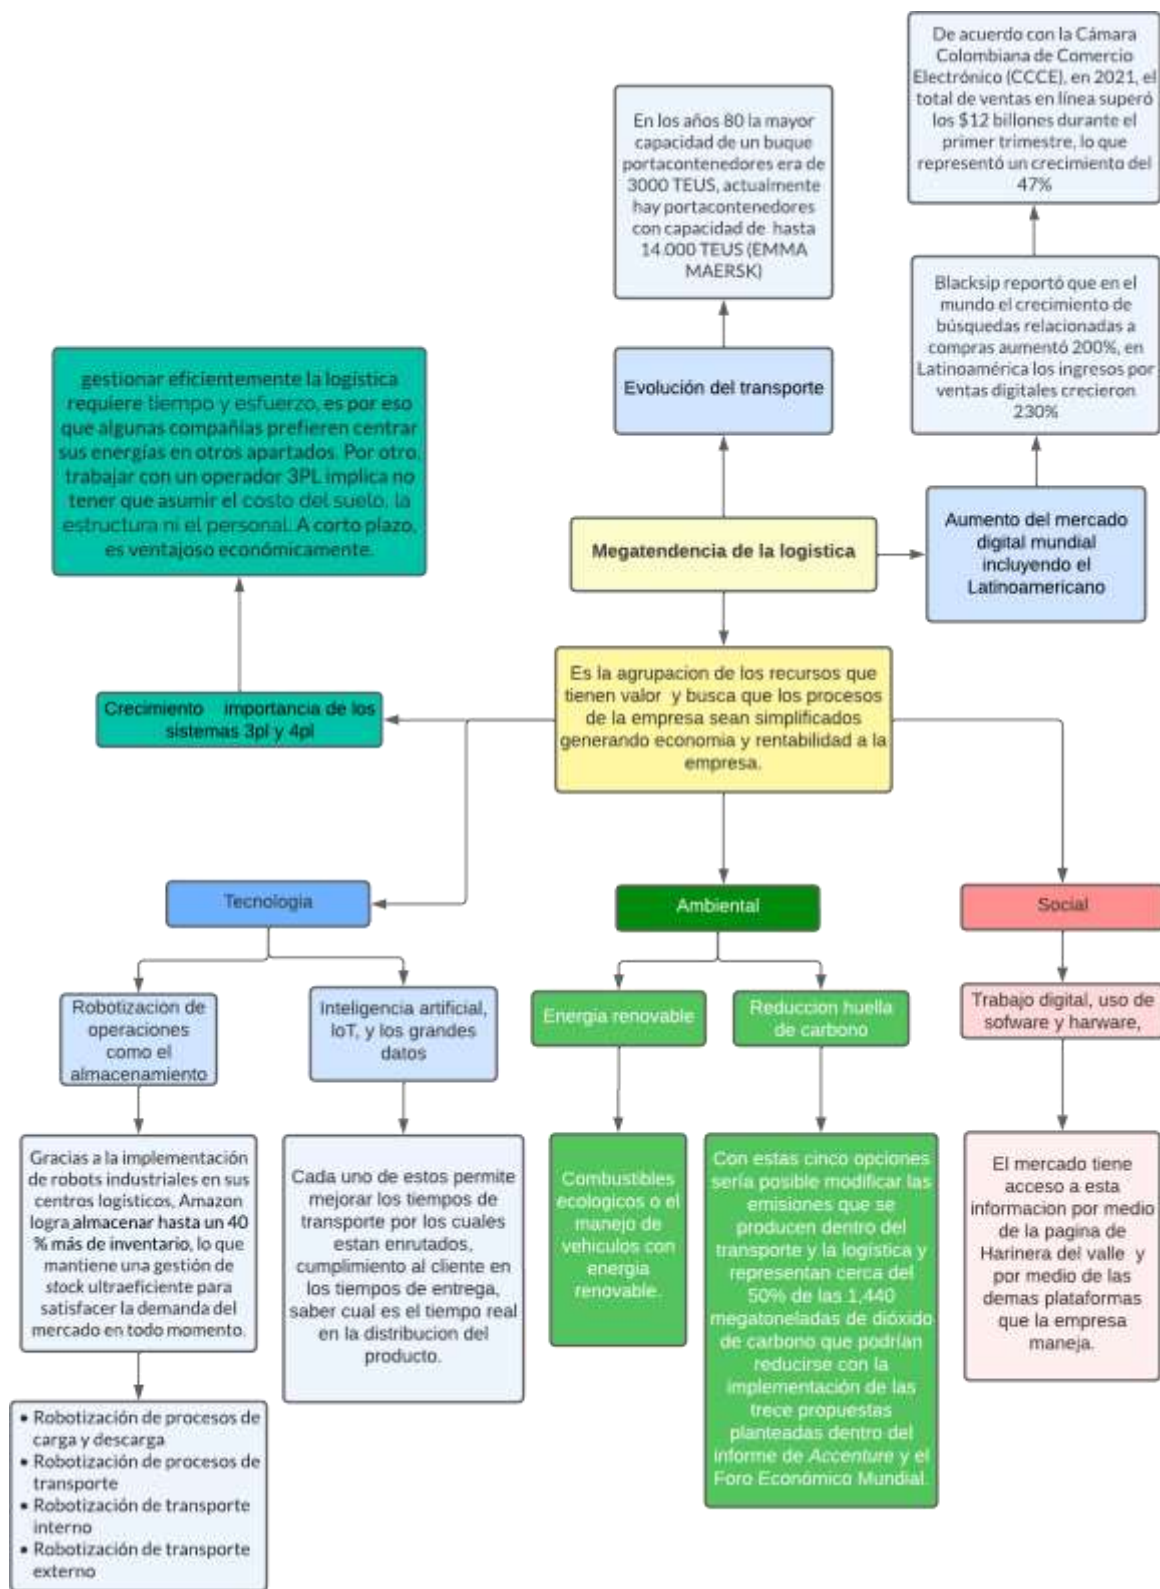 De acuerdo con la Cámara
Colombiana de Comercio
Electrónico (CCCE), en 2021, el
total de ventas en línea superó
los $12 billones durante el
primer trimestre, lo que
representó un crecimiento del
47%
En los años 80 la mayor
capacidad de un buque
portacontenedores era de
3000 TEUS, actualmente
hay portacontenedores
con capacidad de hasta
14.000 TEUS (EMMA
MAERSK)
Blacksip reportó que en el
mundo el crecimiento de
búsquedas relacionadas a
compras aumentó 200%, en
Latinoamérica los ingresos por
ventas digitales crecieron
230%
Evolución del transporte
gestionar eficientemente la logística
requiere tiempo y esfuerzo, es por eso
que algunas compañías prefieren centrar
sus energías en otros apartados. Por otro,
trabajar con un operador 3PL implica no
tener que asumir el costo del suelo, la
estructura ni el personal. A corto plazo,
es ventajoso económicamente.
Megatendencia de la logistica
Aumento del mercado
digital mundial
incluyendo el
Latinoamericano
Es la agrupacion de los recursos que
tienen valor y busca que los procesos
de la empresa sean simplificados
generando economia y rentabilidad a la
empresa.
Crecimiento importancia de los
sistemas 3pl y 4pl
Tecnologia
Ambiental
Social
Robotizacion de
operaciones
como el
almacenamiento
Inteligencia artificial,
IoT, y los grandes
datos
Energia renovable
Reduccion huella
de carbono
Trabajo digital, uso de
sofware y harware,
Gracias a la implementación
de robots industriales en sus
centros logísticos, Amazon
logra almacenar hasta un 40
% más de inventario, lo que
mantiene una gestión de
stock ultraeficiente para
satisfacer la demanda del
mercado en todo momento.
Cada uno de estos permite
mejorar los tiempos de
transporte por los cuales
estan enrutados,
cumplimiento al cliente en
los tiempos de entrega,
saber cual es el tiempo real
en la distribucion del
producto.
Combustibles
ecologicos o el
manejo de
vehiculos con
energia
renovable.
Con estas cinco opciones
sería posible modificar las
emisiones que se
producen dentro del
transporte y la logística y
representan cerca del
50% de las 1,440
megatoneladas de dióxido
de carbono que podrían
reducirse con la
implementación de las
trece propuestas
planteadas dentro del
informe de Accenture y el
Foro Económico Mundial.
El mercado tiene
acceso a esta
informacion por medio
de la pagina de
Harinera del valle y
por medio de las
demas plataformas
que la empresa
maneja.
• Robotización de procesos de
carga y descarga
• Robotización de procesos de
transporte
• Robotización de transporte
interno
• Robotización de transporte
externo